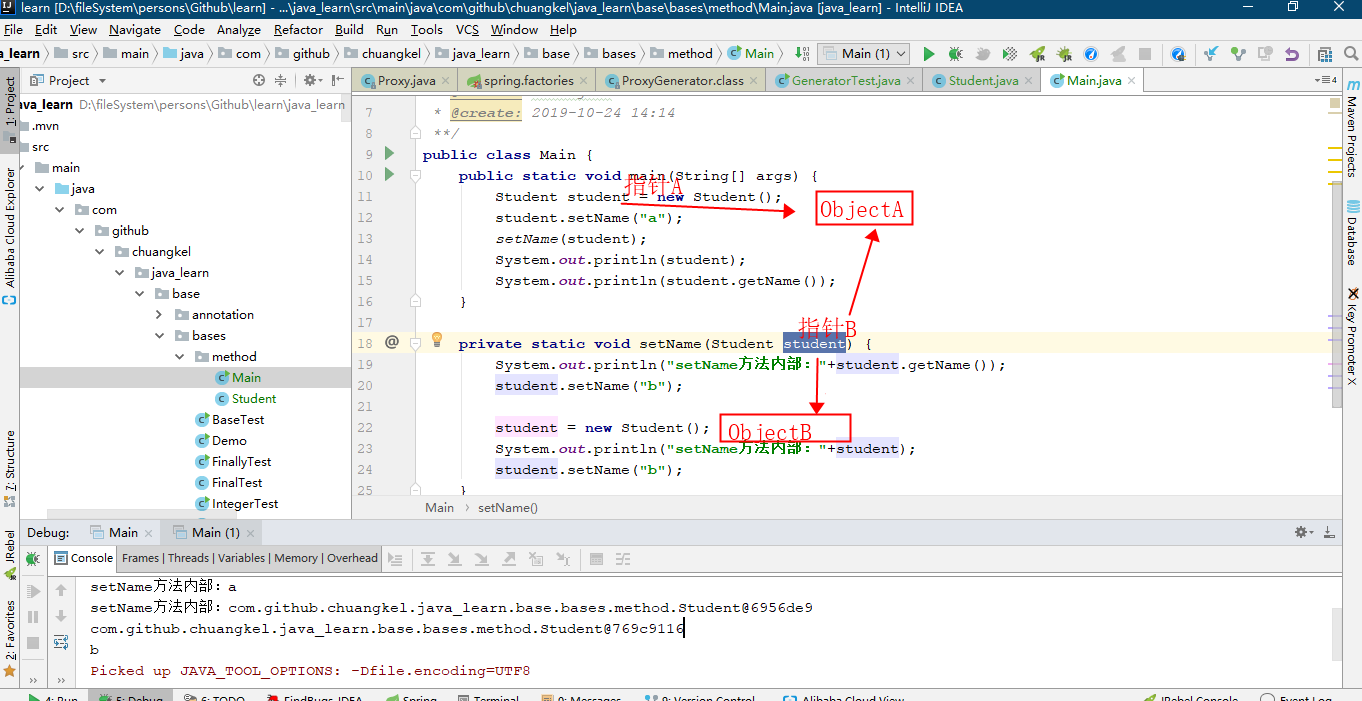 learn [D:\fileSystem\persons\Github\learn] - ...\java_learn\src\main\java\com\github\chuangkel\java_learn\base\bases\method\Main.java [java_learn] - IntelliJ IDEA
File Edit View Navigate Code Analyze Refactor Build Run Tools VCS Window Help
a_learn src main java com github chuangkel java_learn base bases method Main Main (1)
Project
Proxy.java spring.factories ProxyGenerator.class GeneratorTest.java Student.java Main.java 4
ava_learn D:\fileSystem\persons\Github\learn\java_learn
.mvn
src
main
java
com
github
chuangkel
java_learn
base
annotation
bases
method
Main
Student
BaseTest
Demo
FinallyTest
FinalTest
IntegerTest
1: Project
Alibaba Cloud Explorer
7: Structure
JRebel
2: Favorites
7 * @create: 2019-10-24 14:14
8 **/
9 public class Main {
10 public static void main(String[] args) {
指针A
11 Student student = new Student();
ObjectA
12 student.setName("a");
13 setName(student);
14 System.out.println(student);
15 System.out.println(student.getName());
16 }
17
指针B
18 private static void setName(Student student) {
19 System.out.println("setName方法内部："+student.getName());
20 student.setName("b");
21
22 student = new Student();
ObjectB
23 System.out.println("setName方法内部："+student);
24 student.setName("b");
25 }
Main › setName()
Maven Projects
Database
Key Promoter X
Debug: Main Main (1)
Console Frames | Threads | Variables | Memory | Overhead
setName方法内部：a
setName方法内部：com.github.chuangkel.java_learn.base.bases.method.Student@6956de9
com.github.chuangkel.java_learn.base.bases.method.Student@769c9116
b
Picked up JAVA_TOOL_OPTIONS: -Dfile.encoding=UTF8
4: Run 5: Debug 6: TODO FindBugs-IDEA Spring Terminal 0: Messages 9: Version Control Alibaba Cloud View JRebel Console Event Log